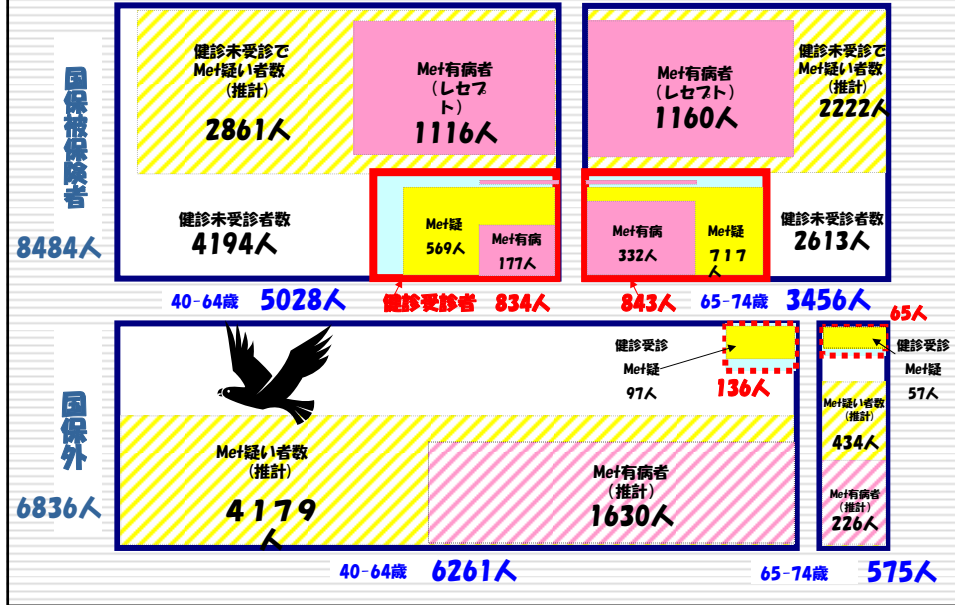 国保被保険者
8484人
健診未受診で
Met疑い者数
(推計)
2861人
Met有病者
(レセプ
ト)
1116人
健診未受診者数
4194人
Met疑
569人
Met有病
177人
40-64歳 5028人
健診受診者 834人
Met有病者
(レセプト)
1160人
健診未受診で
Met疑い者数
(推計)
2222人
Met有病
332人
Met疑
717
人
健診未受診者数
2613人
843人
65-74歳 3456人
国保外
6836人
健診受診
Met疑
97人
136人
Met疑い者数
(推計)
4179
人
Met有病者
(推計)
1630人
40-64歳 6261人
65人
健診受診
Met疑
57人
Met疑い者数
(推計)
434人
Met有病者
(推計)
226人
65-74歳 575人